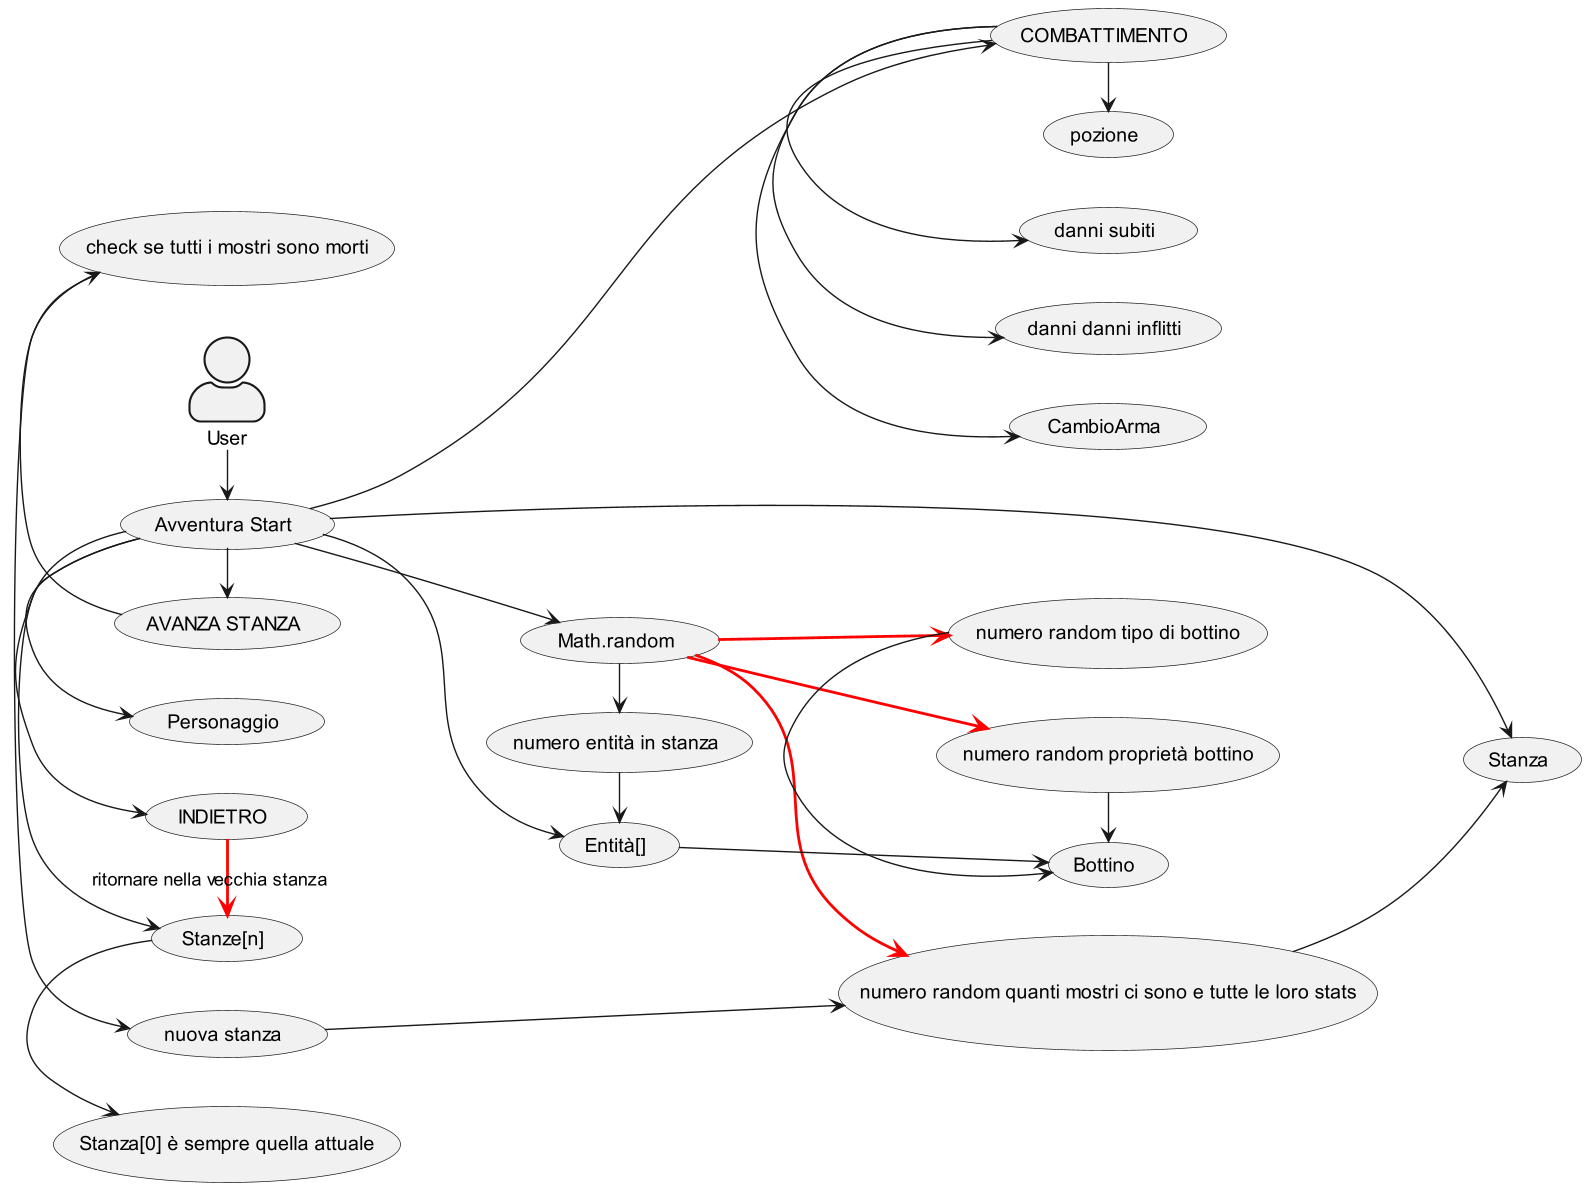 COMBATTIMENTO
pozione
check se tutti i mostri sono morti
danni subiti
danni danni inflitti
User
CambioArma
Avventura Start
AVANZA STANZA
Math.random
numero random tipo di bottino
Personaggio
numero entità in stanza
numero random proprietà bottino
Stanza
INDIETRO
Entità[]
Bottino
ritornare nella vecchia stanza
Stanze[n]
numero random quanti mostri ci sono e tutte le loro stats
nuova stanza
Stanza[0] è sempre quella attuale